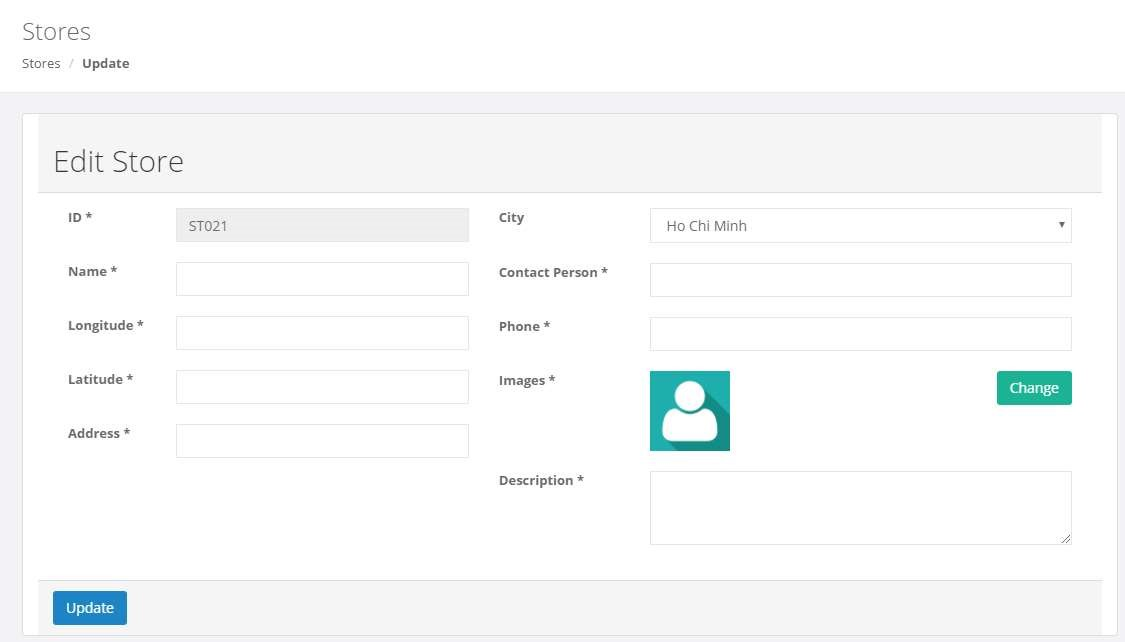 Stores
Stores / Update
Edit Store
ID *
ST021
Name *
Longitude *
Latitude *
Address *
City
Ho Chi Minh
Contact Person *
Phone *
Images *
Change
Description *
Update